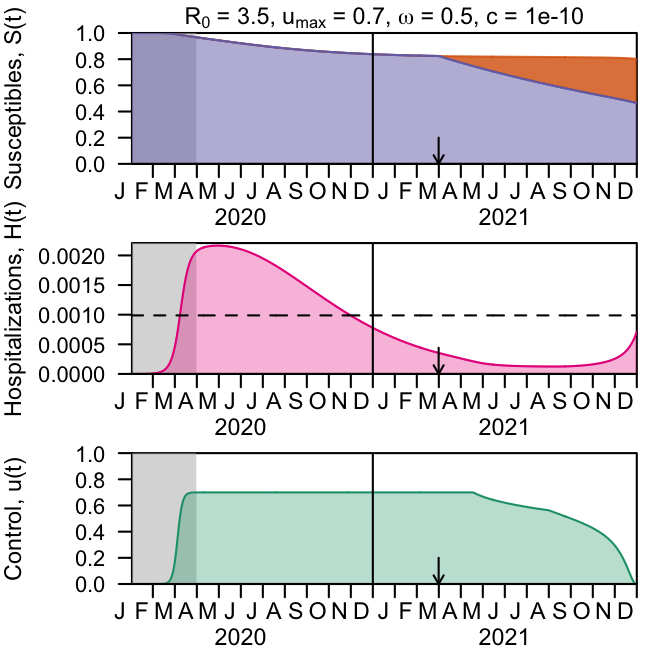 R0 = 3.5, umax = 0.7, ω = 0.5, c = 1e-10
Susceptibles, S(t)
1.0
0.8
0.6
0.4
0.2
0.0
J F M A M J J A S O N D J F M A M J J A S O N D
2020 2021
Hospitalizations, H(t)
0.0020
0.0010
0.0005
0.0000
J F M A M J J A S O N D J F M A M J J A S O N D
2020 2021
Control, u(t)
1.0
0.8
0.6
0.4
0.2
0.0
J F M A M J J A S O N D J F M A M J J A S O N D
2020 2021